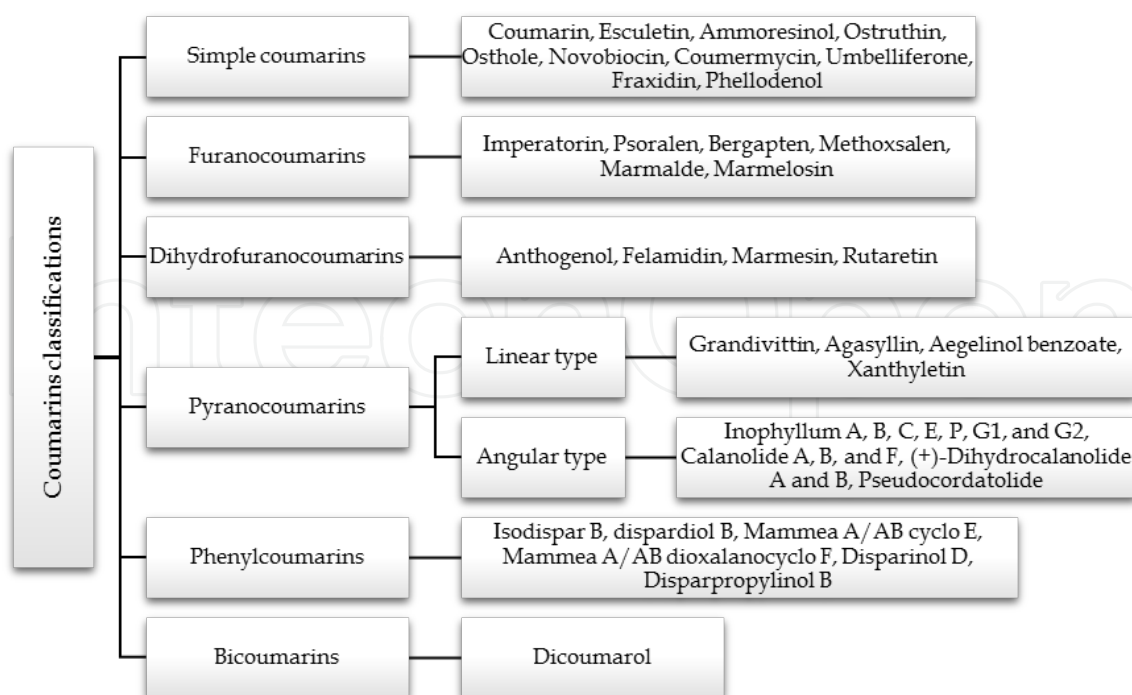 Coumarins classifications
Simple coumarins
Coumarin, Esculetin, Ammoresinol, Ostruthin,
Osthole, Novobiocin, Coumermycin, Umbelliferone,
Fraxidin, Phellodenol
Furanocoumarins
Imperatorin, Psoralen, Bergapten, Methoxsalen,
Marmalde, Marmelosin
Dihydrofuranocoumarins
Anthogenol, Felamidin, Marmesin, Rutaretin
Pyranocoumarins
Linear type
Grandivittin, Agasyllin, Aegelinol benzoate,
Xanthyletin
Angular type
Inophyllum A, B, C, E, P, G1, and G2,
Calanolide A, B, and F, (+)-Dihydrocalanolide
A and B, Pseudocordatolide
Phenylcoumarins
Isodispar B, dispardiol B, Mammea A/AB cyclo E,
Mammea A/AB dioxalanocyclo F, Disparinol D,
Disparpropylinol B
Bicoumarins
Dicoumarol